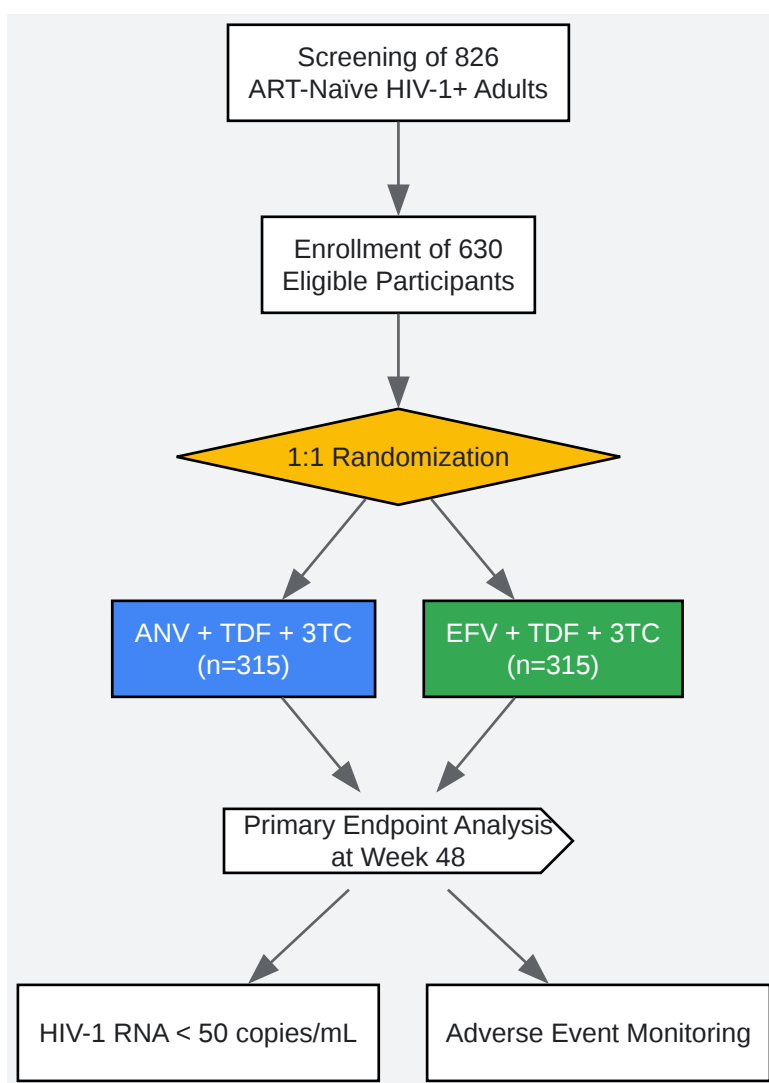 Screening of 826
ART-Naïve HIV-1+ Adults
Enrollment of 630
Eligible Participants
1:1 Randomization
ANV + TDF + 3TC
(n=315)
EFV + TDF + 3TC
(n=315)
Primary Endpoint Analysis
at Week 48
HIV-1 RNA < 50 copies/mL
Adverse Event Monitoring